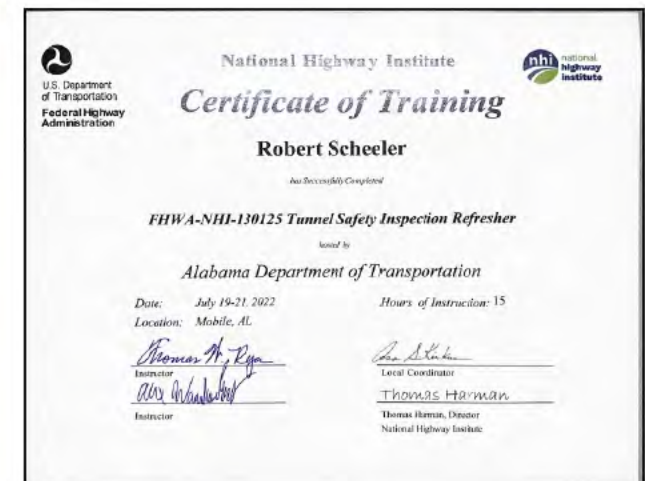 U.S. Department
of Transportation
Federal Highway
Administration
National Highway Institute
nhi national
highway
institute
Certificate of Training
Robert Scheeler
has Successfully Completed
FHWA-NHI-130125 Tunnel Safety Inspection Refresher
hosted by
Alabama Department of Transportation
Date: July 19-21, 2022
Hours of Instruction: 15
Location: Mobile, AL
Thomas W. Ryan
Instructor
Local Coordinator
Thomas Harman
Instructor
Thomas Harman, Director
National Highway Institute